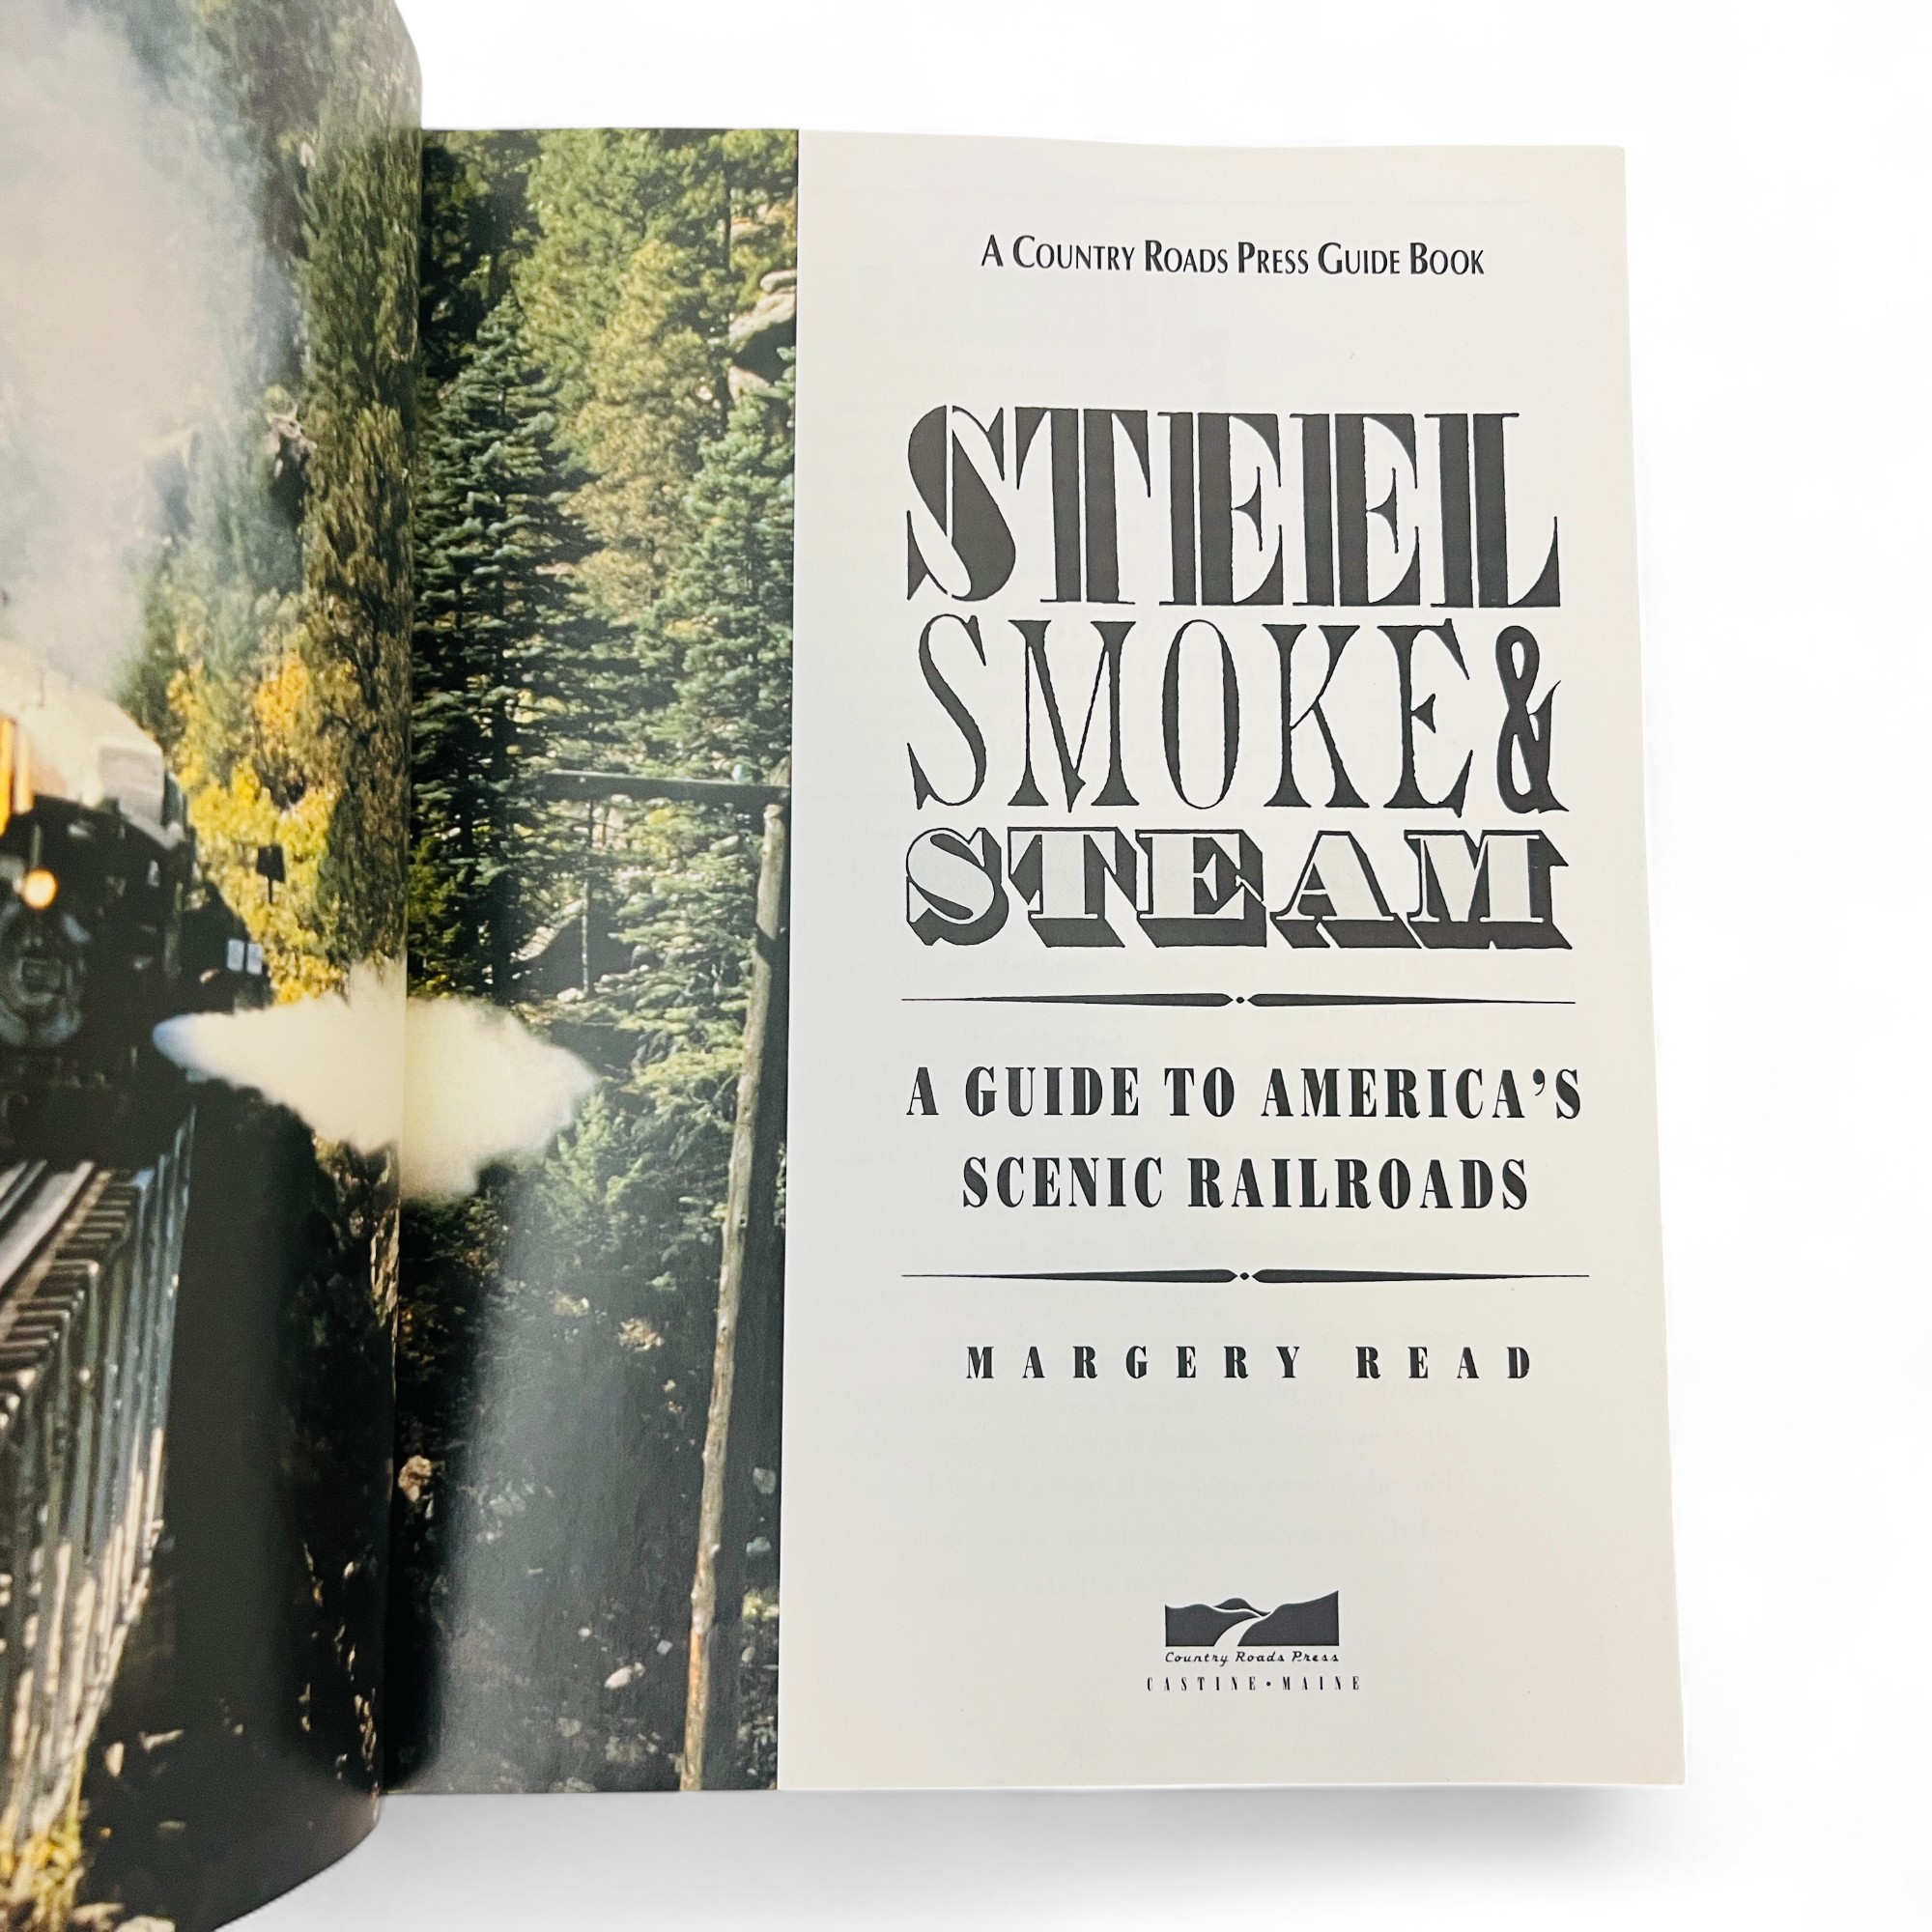 A COUNTRY ROADS PRESS GUIDE BOOK
STEEL
SMOKE &
STEAM
A GUIDE TO AMERICA'S
SCENIC RAILROADS
MARGERY READ
Country Roads Press
CASTINE • MAINE